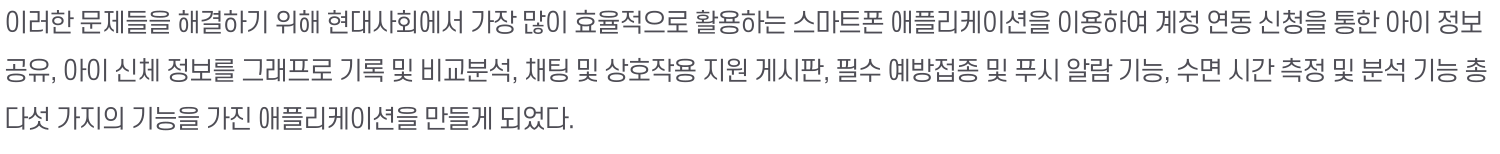 이러한 문제들을 해결하기 위해 현대사회에서 가장 많이 효율적으로 활용하는 스마트폰 애플리케이션을 이용하여 계정 연동 신청을 통한 아이 정보
공유, 아이 신체 정보를 그래프로 기록 및 비교분석, 채팅 및 상호작용 지원 게시판, 필수 예방접종 및 푸시 알람 기능, 수면 시간 측정 및 분석 기능 총
다섯 가지의 기능을 가진 애플리케이션을 만들게 되었다.